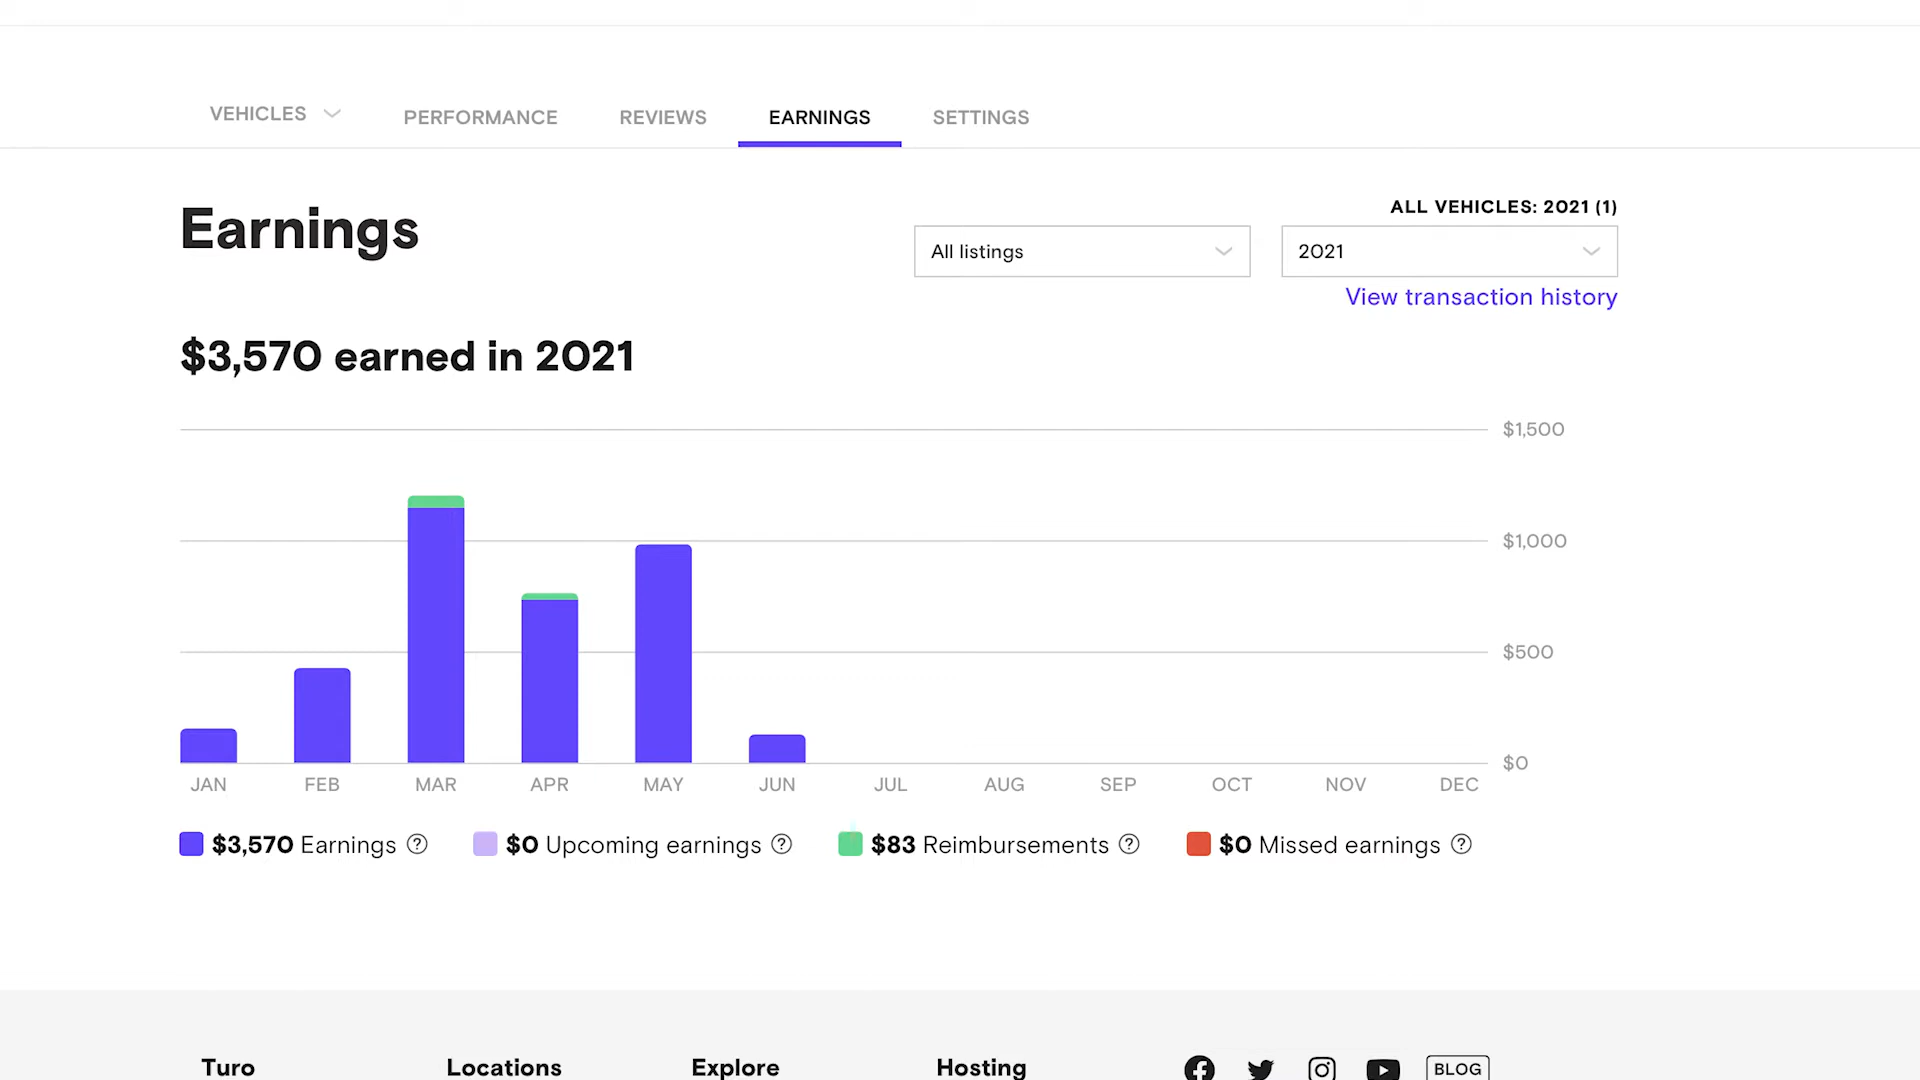 VEHICLES PERFORMANCE REVIEWS EARNINGS SETTINGS
Earnings
ALL VEHICLES: 2021 (1)
All listings 2021
View transaction history
$3,570 earned in 2021
$1,500
$1,000
$500
$0
JAN FEB MAR APR MAY JUN JUL AUG SEP OCT NOV DEC
$3,570 Earnings ? $0 Upcoming earnings ? $83 Reimbursements ? $0 Missed earnings ?
Turo Locations Explore Hosting BLOG